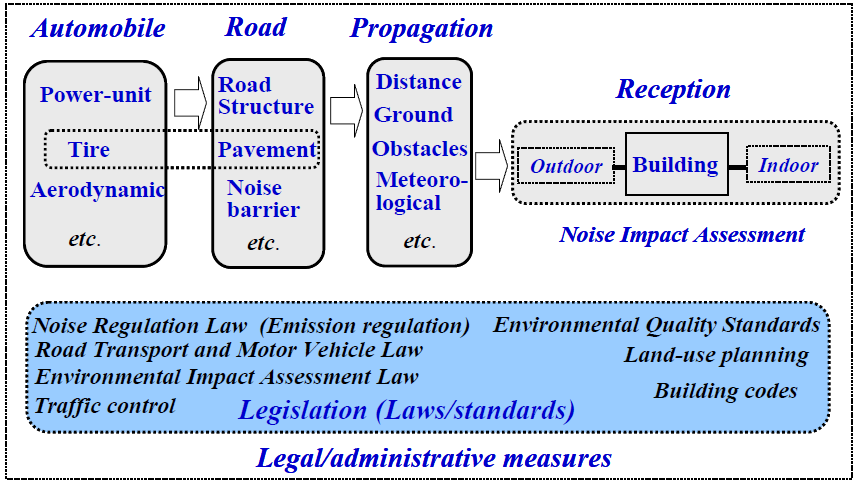 Automobile
Power-unit
Tire
Aerodynamic
etc.
Road
Road
Structure
Pavement
Noise
barrier
etc.
Propagation
Distance
Ground
Obstacles
Meteoro-
logical
etc.
Reception
Outdoor
Building
Indoor
Noise Impact Assessment
Noise Regulation Law (Emission regulation)
Road Transport and Motor Vehicle Law
Environmental Impact Assessment Law
Traffic control
Environmental Quality Standards
Land-use planning
Building codes
Legislation (Laws/standards)
Legal/administrative measures